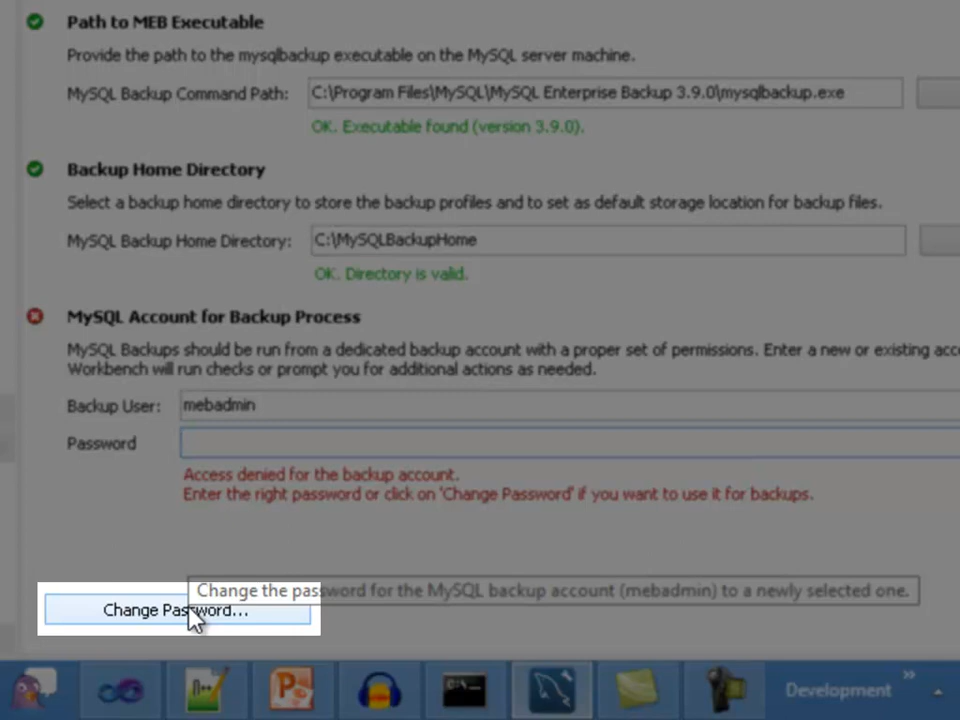 Path to MEB Executable
Provide the path to the mysqlbackup executable on the MySQL server machine.
MySQL Backup Command Path: C:\Program Files\MySQL\MySQL Enterprise Backup 3.9.0\mysqlbackup.exe
OK. Executable found (version 3.9.0).
Backup Home Directory
Select a backup home directory to store the backup profiles and to set as default storage location for backup files.
MySQL Backup Home Directory: C:\MySQLBackupHome
OK. Directory is valid.
MySQL Account for Backup Process
MySQL Backups should be run from a dedicated backup account with a proper set of permissions. Enter a new or existing acc
Workbench will run checks or prompt you for additional actions as needed.
Backup User: mebadmin
Password
Access denied for the backup account.
Enter the right password or click on 'Change Password' if you want to use it for backups.
Change the password for the MySQL backup account (mebadmin) to a newly selected one.
Change Password...
Development